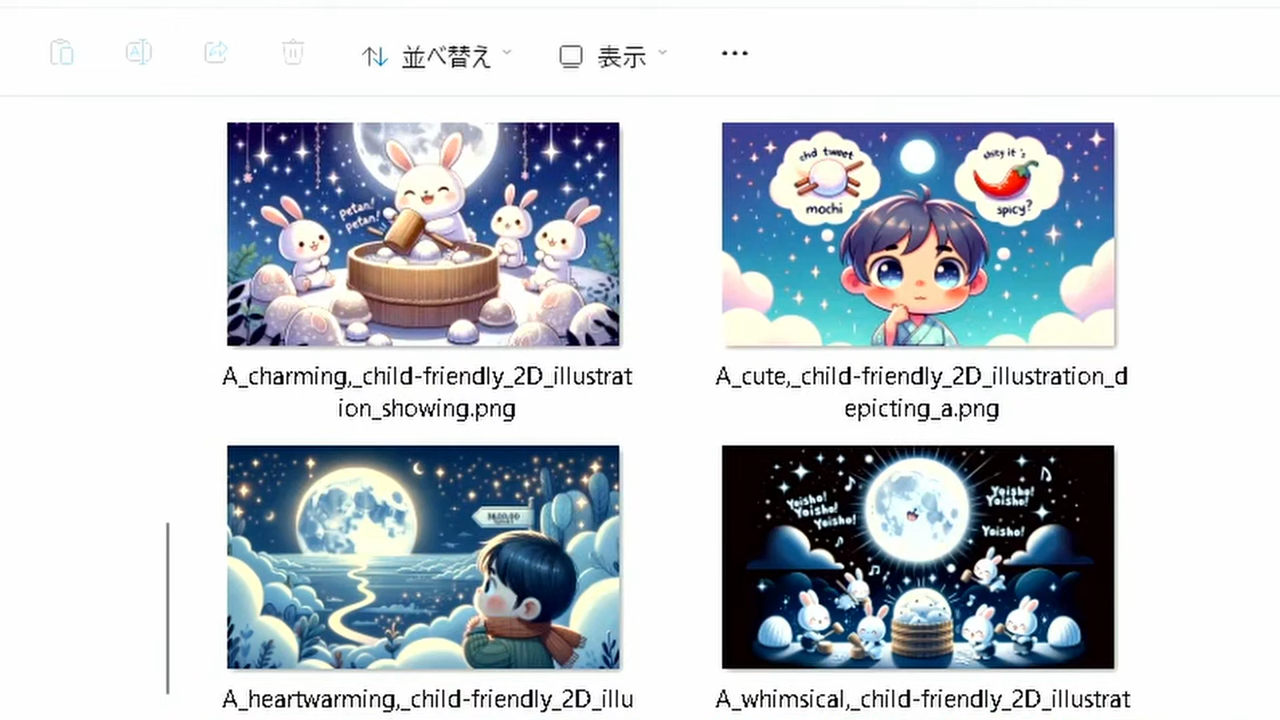 並べ替え
表示
petan!
petan!
mochi
spicy?
A_charming,_child-friendly_2D_illustrat
ion_showing.png
A_cute,_child-friendly_2D_illustration_d
epicting_a.png
Yoisho!
Yoisho!
Yoisho!
Yoisho!
Yoisho!
Yoisho!
A_heartwarming,_child-friendly_2D_illu
A_whimsical,_child-friendly_2D_illustrat